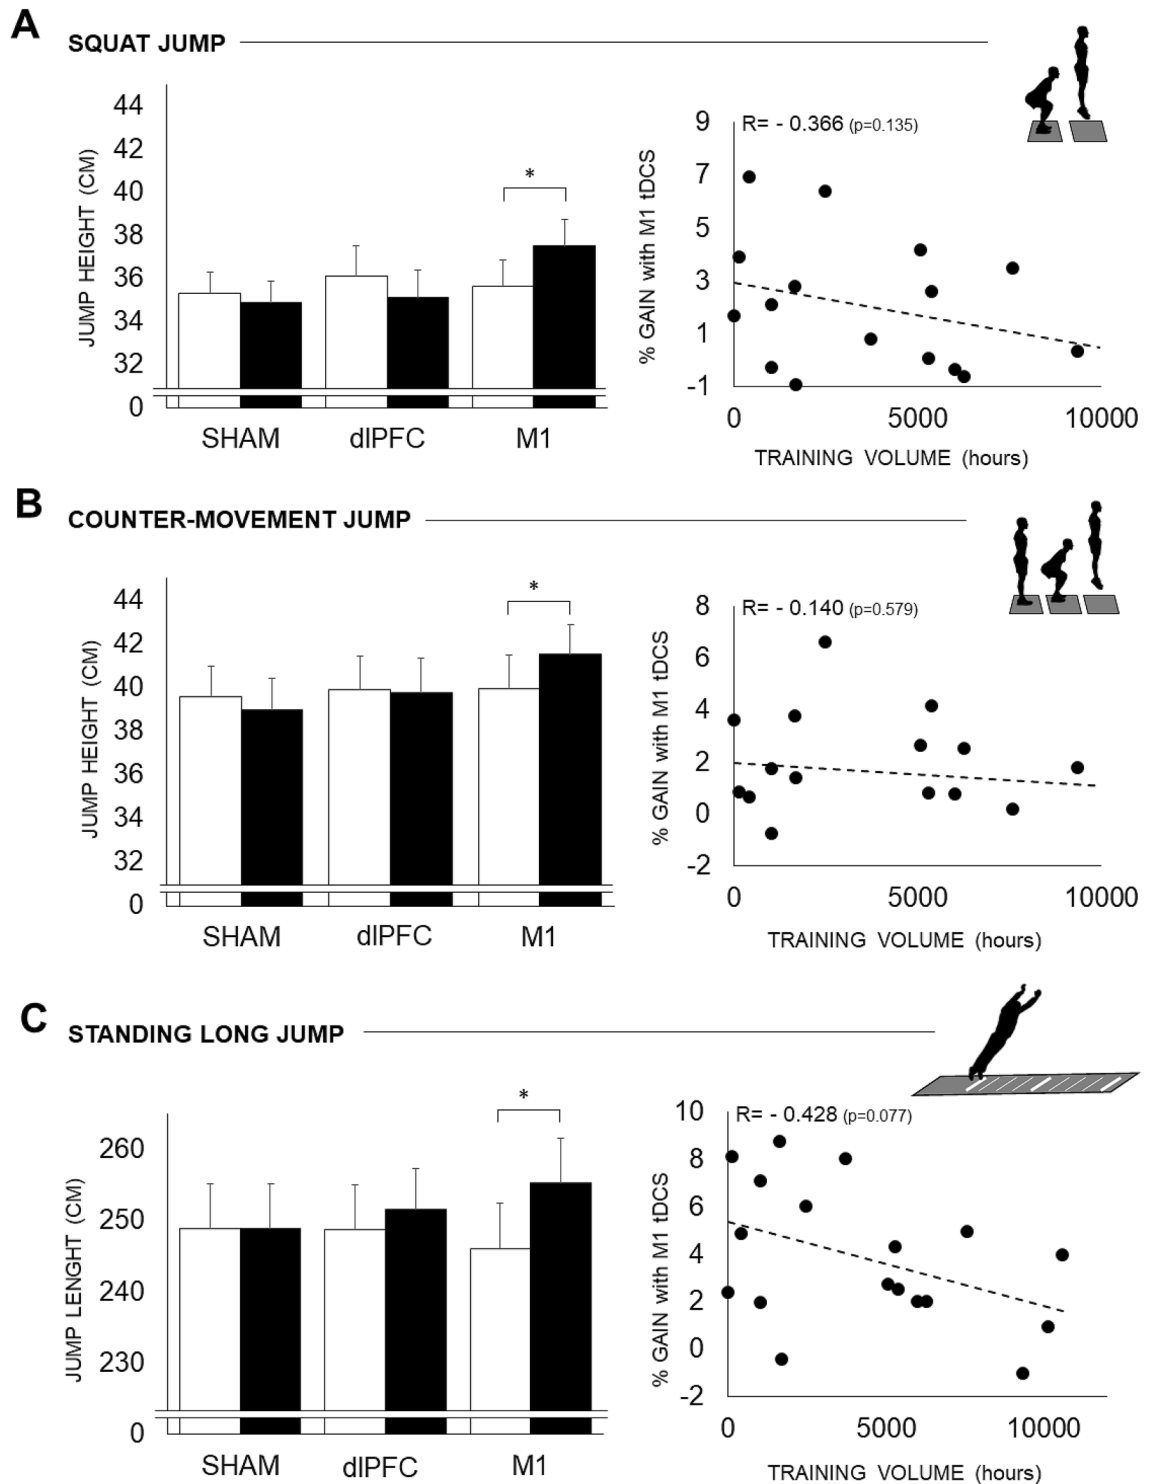 A
SQUAT JUMP
JUMP HEIGHT (CM)
44
42
40
38
36
34
32
0
*
SHAM
dlPFC
M1
% GAIN with M1 tDCS
R= - 0.366 (p=0.135)
9
7
5
3
1
-1
0
5000
10000
TRAINING VOLUME (hours)
B
COUNTER-MOVEMENT JUMP
JUMP HEIGHT (CM)
44
42
40
38
36
34
32
0
*
SHAM
dlPFC
M1
% GAIN with M1 tDCS
R= - 0.140 (p=0.579)
8
6
4
2
0
-2
0
5000
10000
TRAINING VOLUME (hours)
C
STANDING LONG JUMP
JUMP LENGHT (CM)
260
250
240
230
0
*
SHAM
dlPFC
M1
% GAIN with M1 tDCS
R= - 0.428 (p=0.077)
10
8
6
4
2
0
-2
0
5000
10000
TRAINING VOLUME (hours)